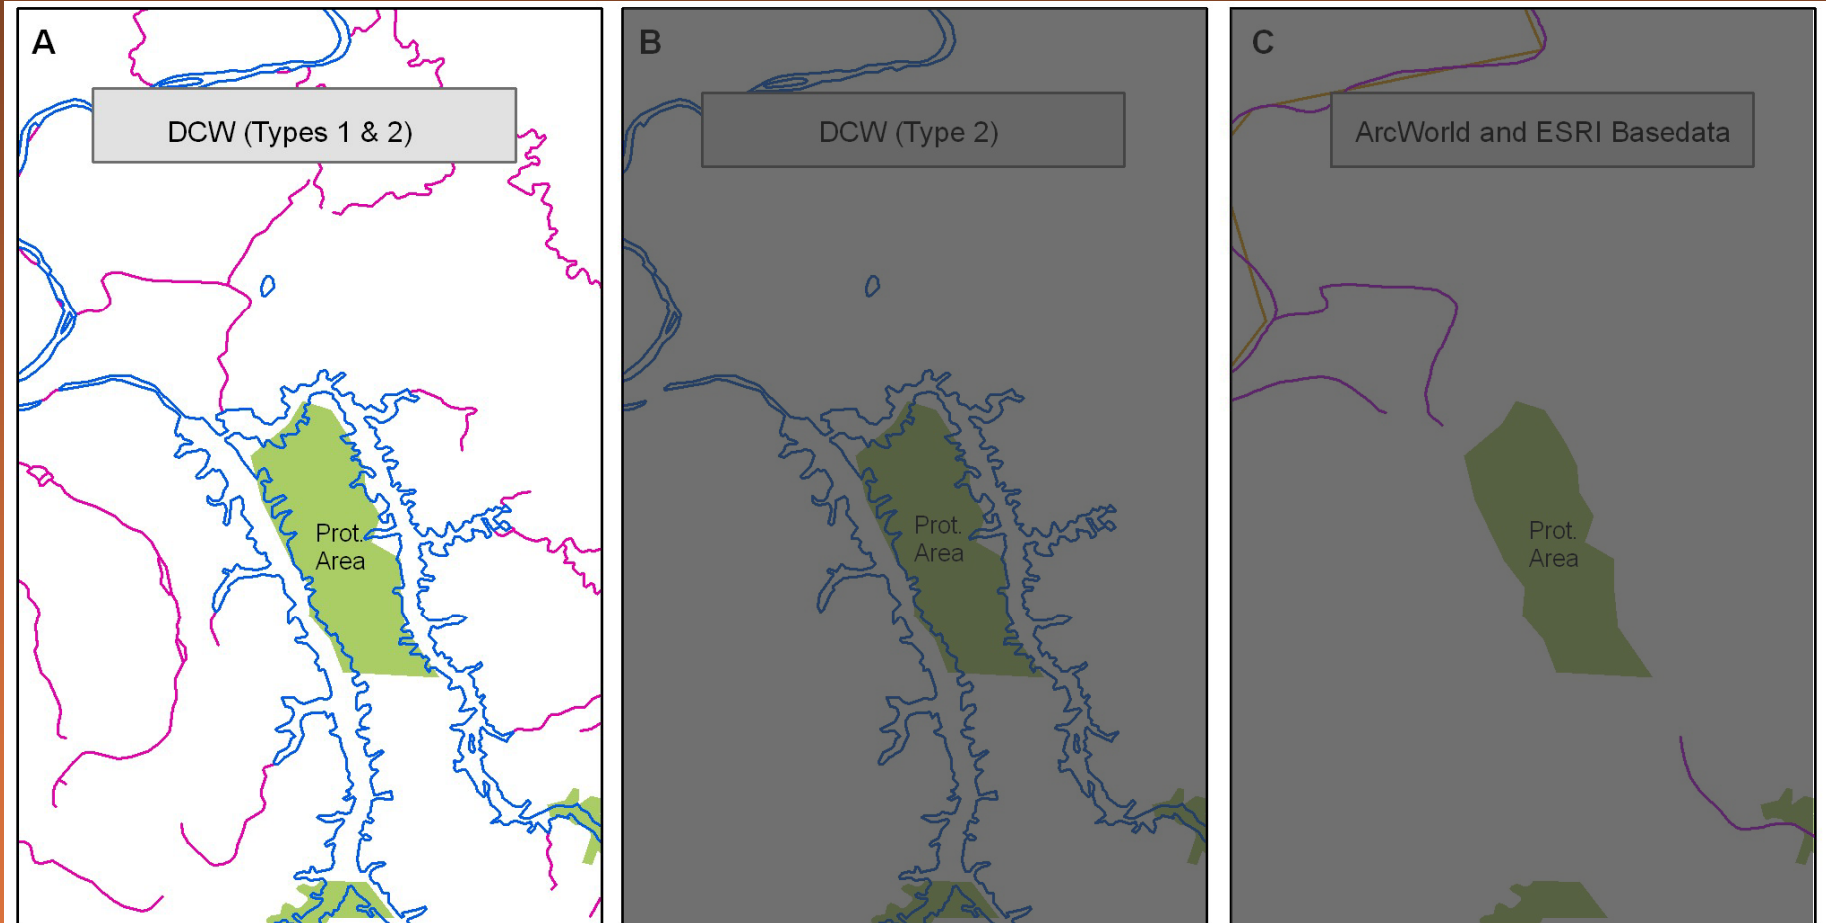 A
DCW (Types 1 & 2)
Prot.
Area
B
DCW (Type 2)
Prot.
Area
C
ArcWorld and ESRI Basedata
Prot.
Area